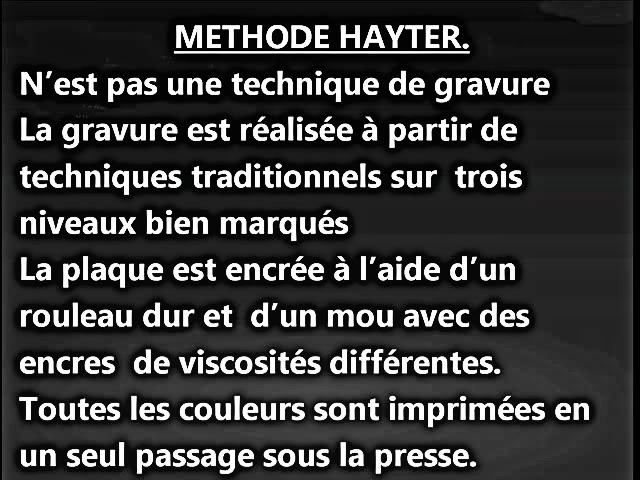 METHODE HAYTER.
N’est pas une technique de gravure
La gravure est réalisée à partir de
techniques traditionnels sur trois
niveaux bien marqués
La plaque est encrée à l’aide d’un
rouleau dur et d’un mou avec des
encres de viscosités différentes.
Toutes les couleurs sont imprimées en
un seul passage sous la presse.